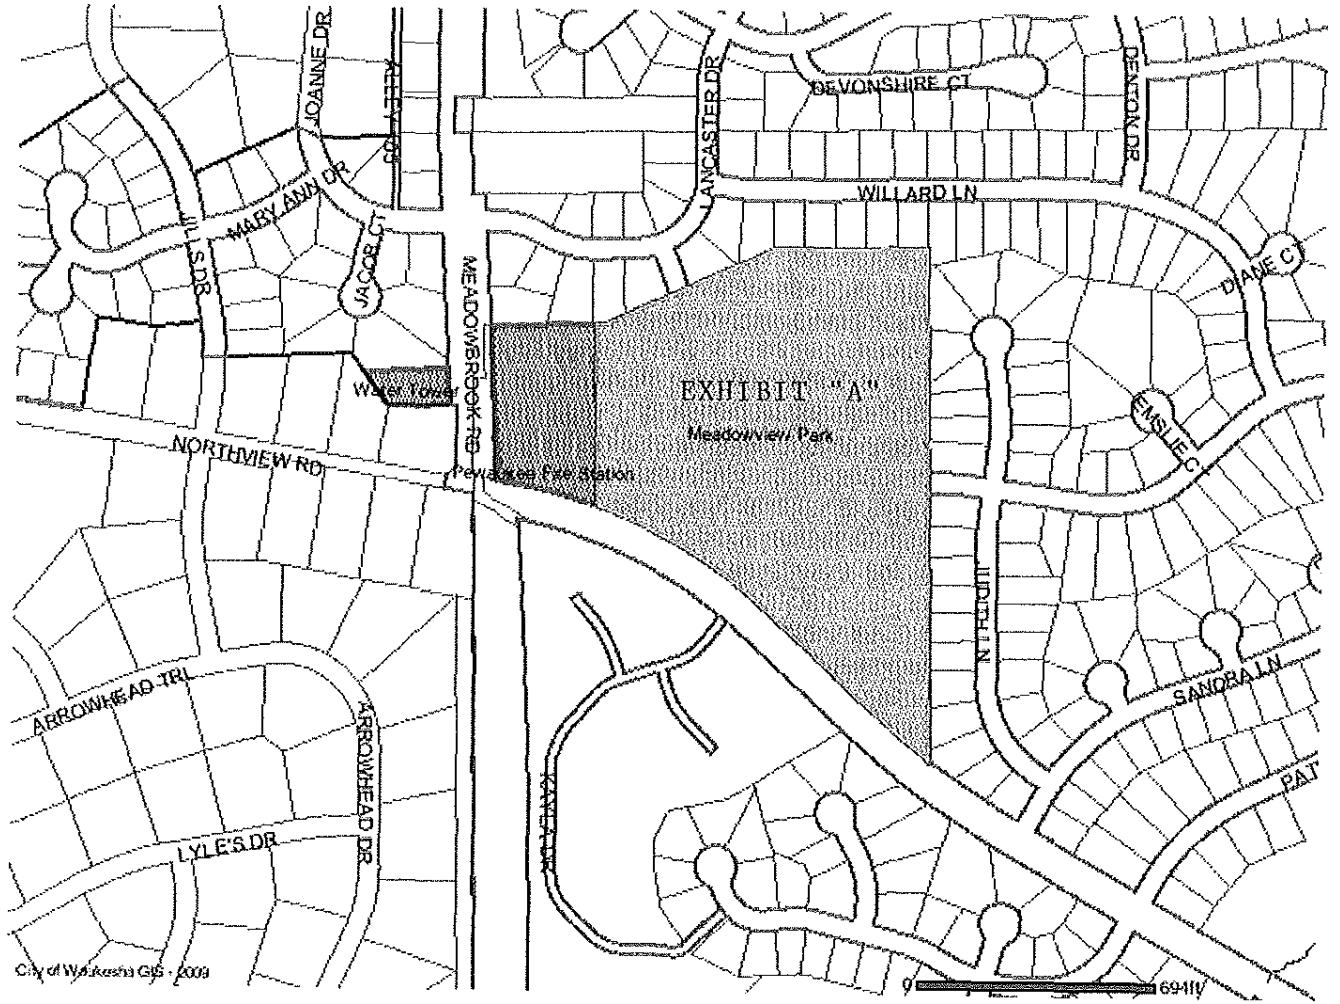 JOANNE DR
DEVONSHIRE CT
DENTON DR
LANCASTER DR
MARY ANN DR
WILLARD LN
JILL'S DR
JACOB CT
DIANE CT
MEADOWBROOK RD
EXHIBIT "A"
Water Tower
Meadowview Park
EMSLIE C
NORTHVIEW RD
Pewaukee Fire Station
JUDITH LN
SANDRA LN
ARROWHEAD TRL
ARROWHEAD DR
LYLE'S DR
City of Waukesha GIS - 2009
0
694ft